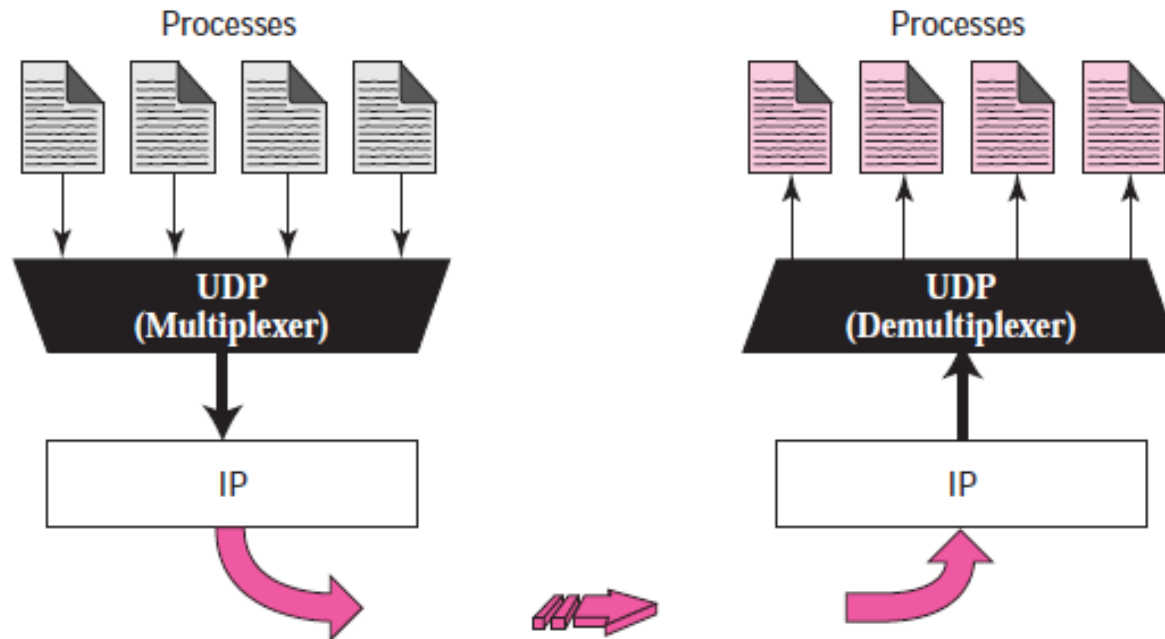 Processes
Processes
UDP
(Multiplexer)
UDP
(Demultiplexer)
IP
IP